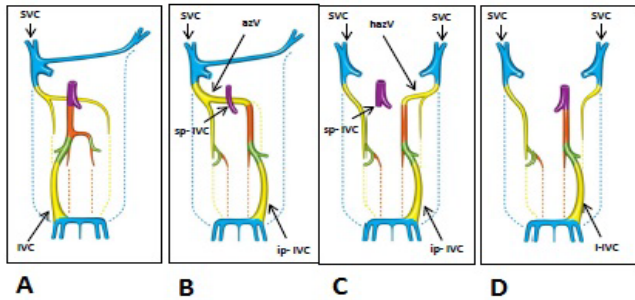 SVC
IVC
A
SVC
azV
sp- IVC
ip- IVC
B
SVC
SVC
hazV
sp- IVC
ip- IVC
C
SVC
SVC
I-IVC
D